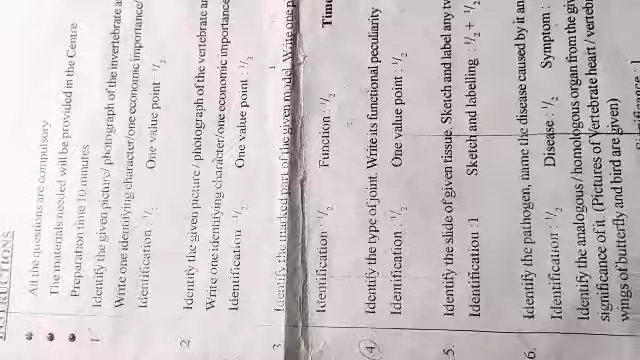 INSTRUCTIONS
All the questions are compulsory
The materials needed will be provided in the Centre
Preparation time 10 minutes
1. Identify the given picture/ photograph of the invertebrate
Write one identifying character/one economic importance/
Identification : 1/2 One value point : 1/2
2. Identify the given picture / photograph of the vertebrate
Write one identifying character/one economic importance
Identification : 1/2 One value point : 1/2
3. Identify the marked part of the given model. Write one
Identification : 1/2 Function : 1/2 Time
4. Identify the type of joint. Write its functional peculiarity
Identification : 1/2 One value point : 1/2
5. Identify the slide of given tissue. Sketch and label any
Identification :1 Sketch and labelling : 1/2 + 1/2
6. Identify the pathogen, name the disease caused by it
Identification : 1/2 Disease : 1/2 Symptom :
Identify the analogous / homologous organ from the
significance of it. (Pictures of Vertebrate heart /
wings of butterfly and bird are given)